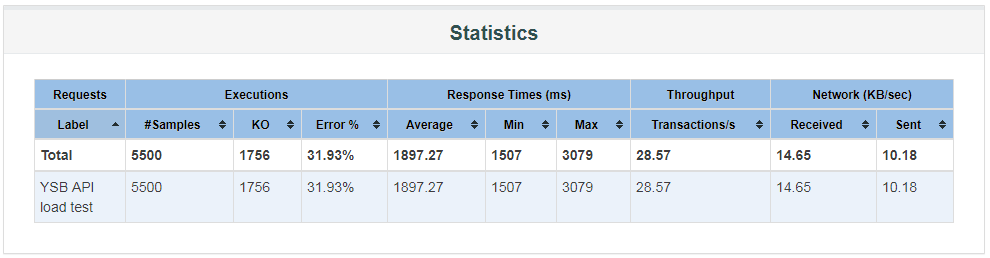 Statistics
Requests Executions Response Times (ms) Throughput Network (KB/sec)
Label #Samples KO Error % Average Min Max Transactions/s Received Sent
Total 5500 1756 31.93% 1897.27 1507 3079 28.57 14.65 10.18
YSB API 5500 1756 31.93% 1897.27 1507 3079 28.57 14.65 10.18
load test